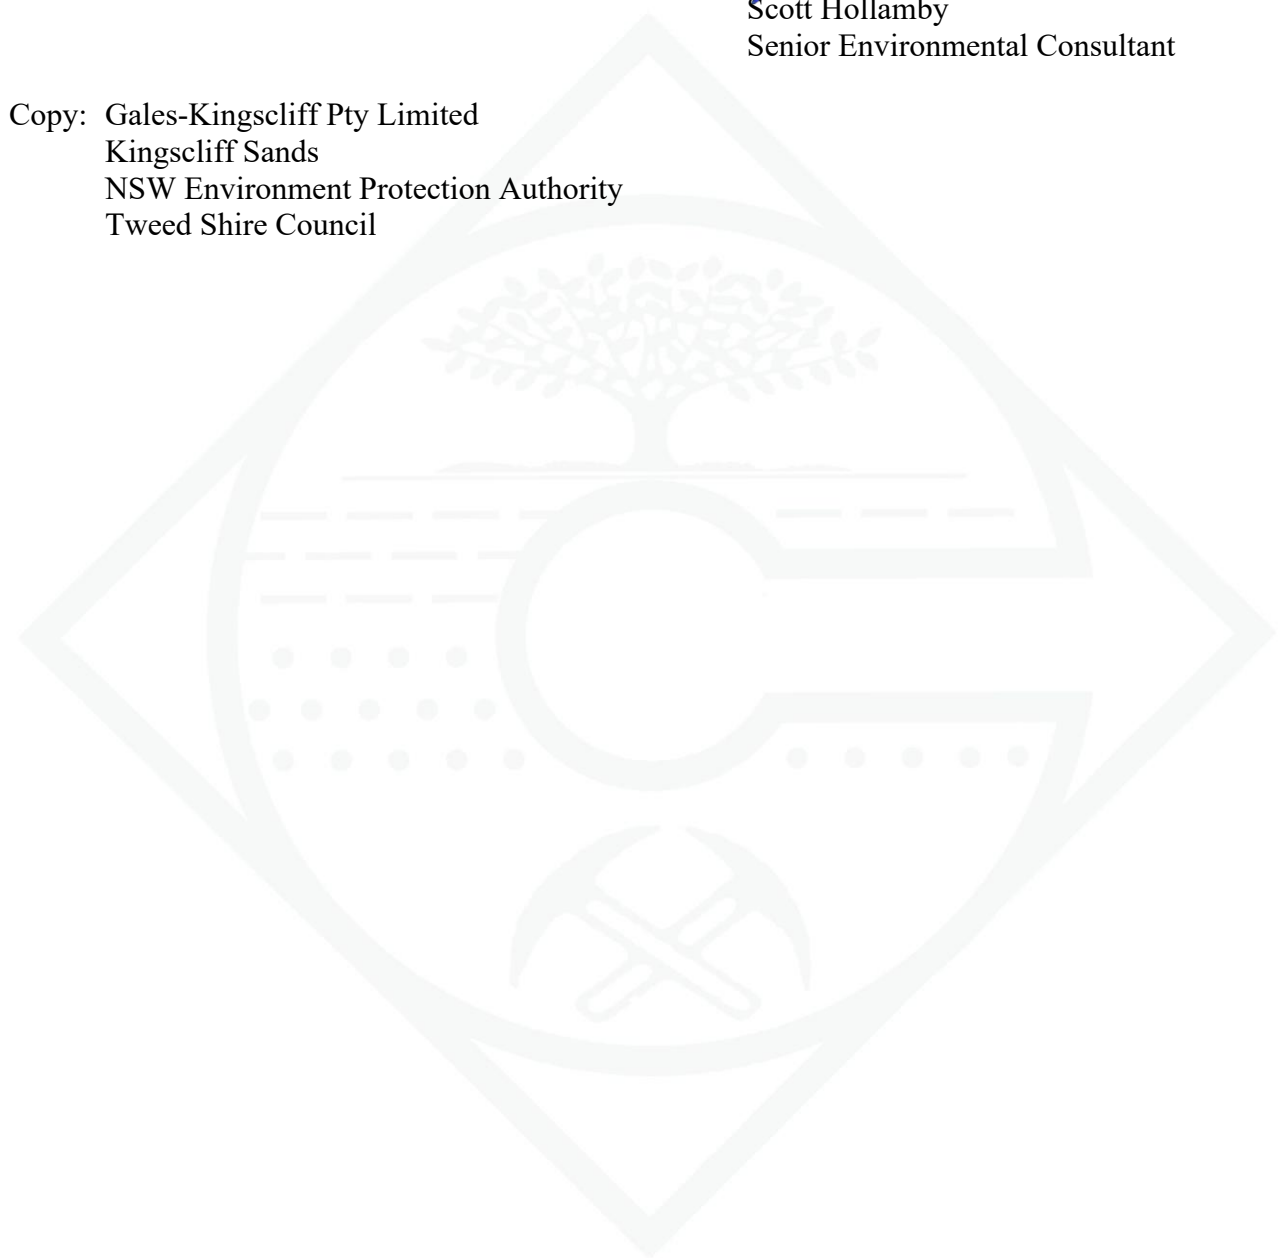 Scott Hollamby
Senior Environmental Consultant
Copy: Gales-Kingscliff Pty Limited
Kingscliff Sands
NSW Environment Protection Authority
Tweed Shire Council